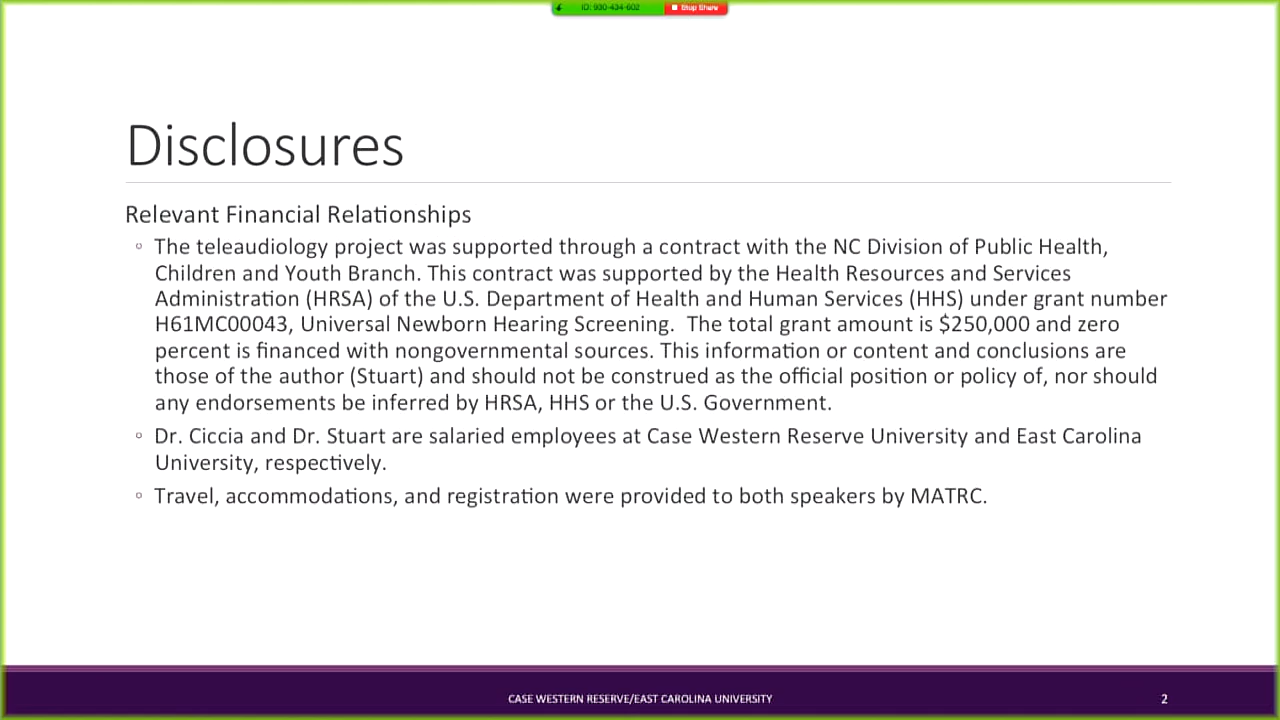 ID: 930-434-602
Stop Share
Disclosures
Relevant Financial Relationships
◦ The teleaudiology project was supported through a contract with the NC Division of Public Health,
Children and Youth Branch. This contract was supported by the Health Resources and Services
Administration (HRSA) of the U.S. Department of Health and Human Services (HHS) under grant number
H61MC00043, Universal Newborn Hearing Screening.  The total grant amount is $250,000 and zero
percent is financed with nongovernmental sources. This information or content and conclusions are
those of the author (Stuart) and should not be construed as the official position or policy of, nor should
any endorsements be inferred by HRSA, HHS or the U.S. Government.
◦ Dr. Ciccia and Dr. Stuart are salaried employees at Case Western Reserve University and East Carolina
University, respectively.
◦ Travel, accommodations, and registration were provided to both speakers by MATRC.
CASE WESTERN RESERVE/EAST CAROLINA UNIVERSITY
2